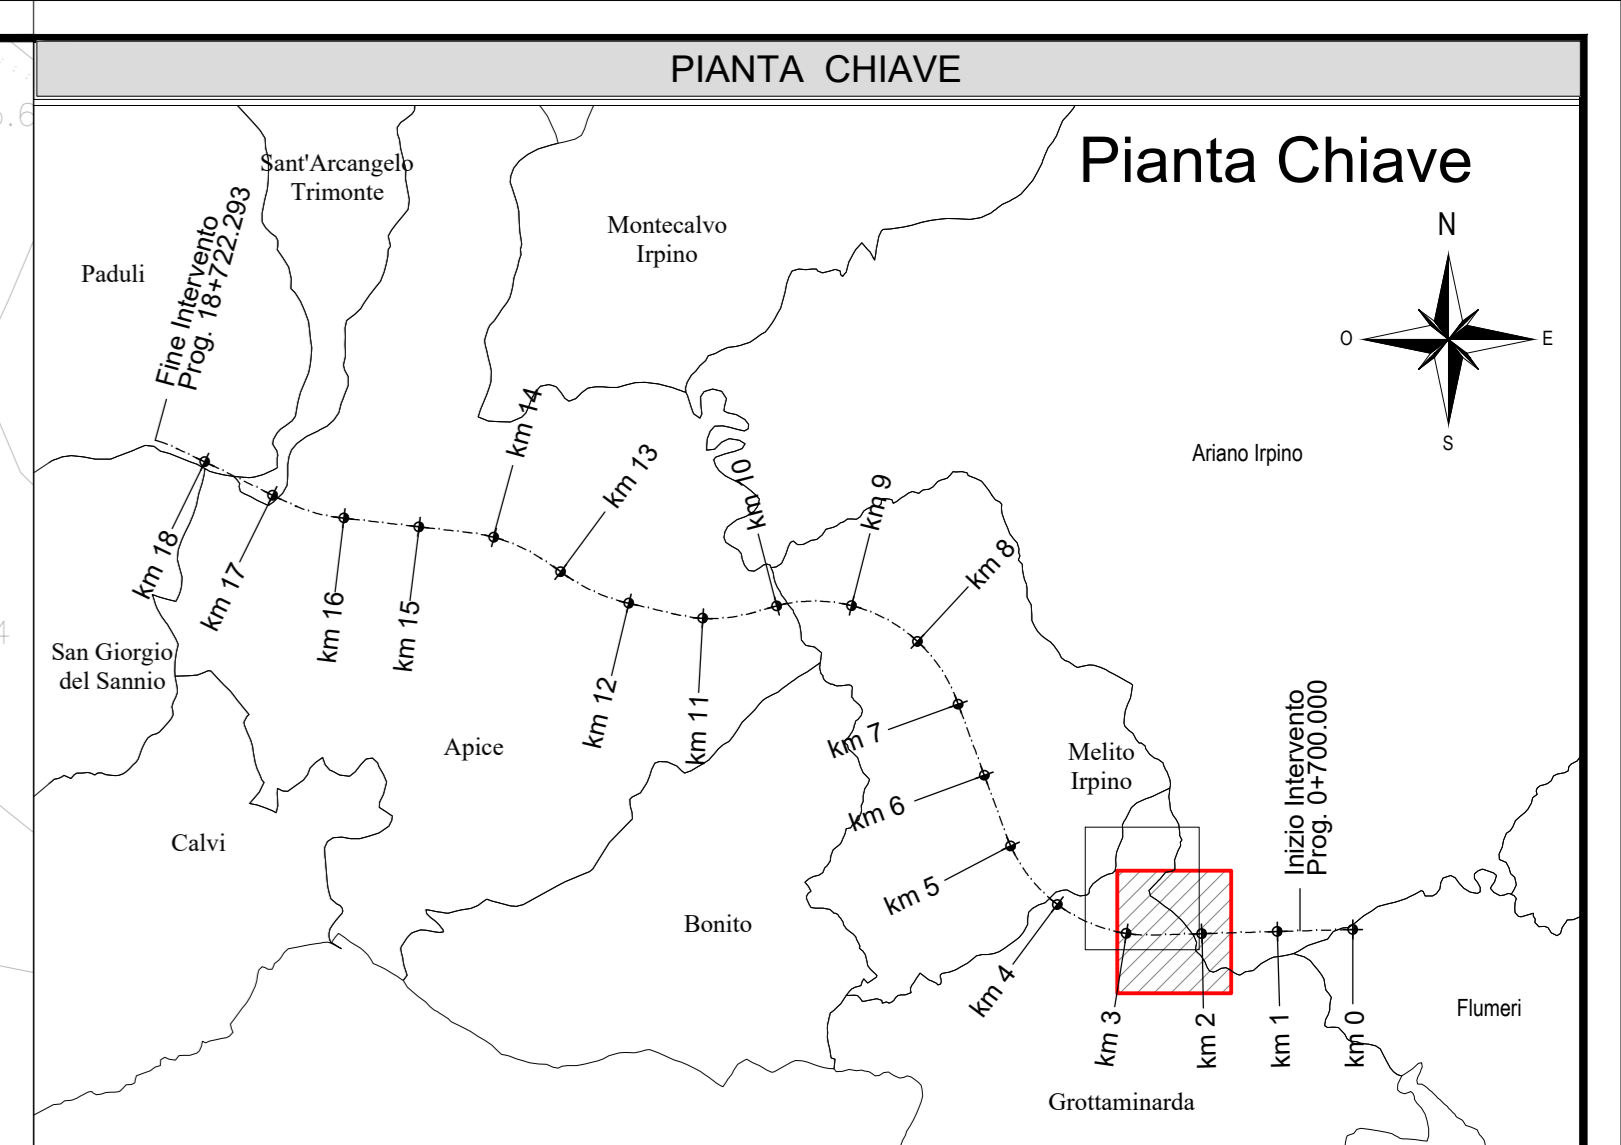 PIANTA CHIAVE
Pianta Chiave
Sant'Arcangelo
Trimonte
Montecalvo
Irpino
Paduli
Fine Intervento
Prog. 18+722.293
N
O
E
S
Ariano Irpino
km 18
km 17
km 16
km 15
km 14
km 13
km 12
km 11
km 10
km 9
km 8
km 7
km 6
km 5
km 4
km 3
km 2
km 1
km 0
San Giorgio
del Sannio
Apice
Melito
Irpino
Inizio Intervento
Prog. 0+700.000
Calvi
Bonito
Flumeri
Grottaminarda